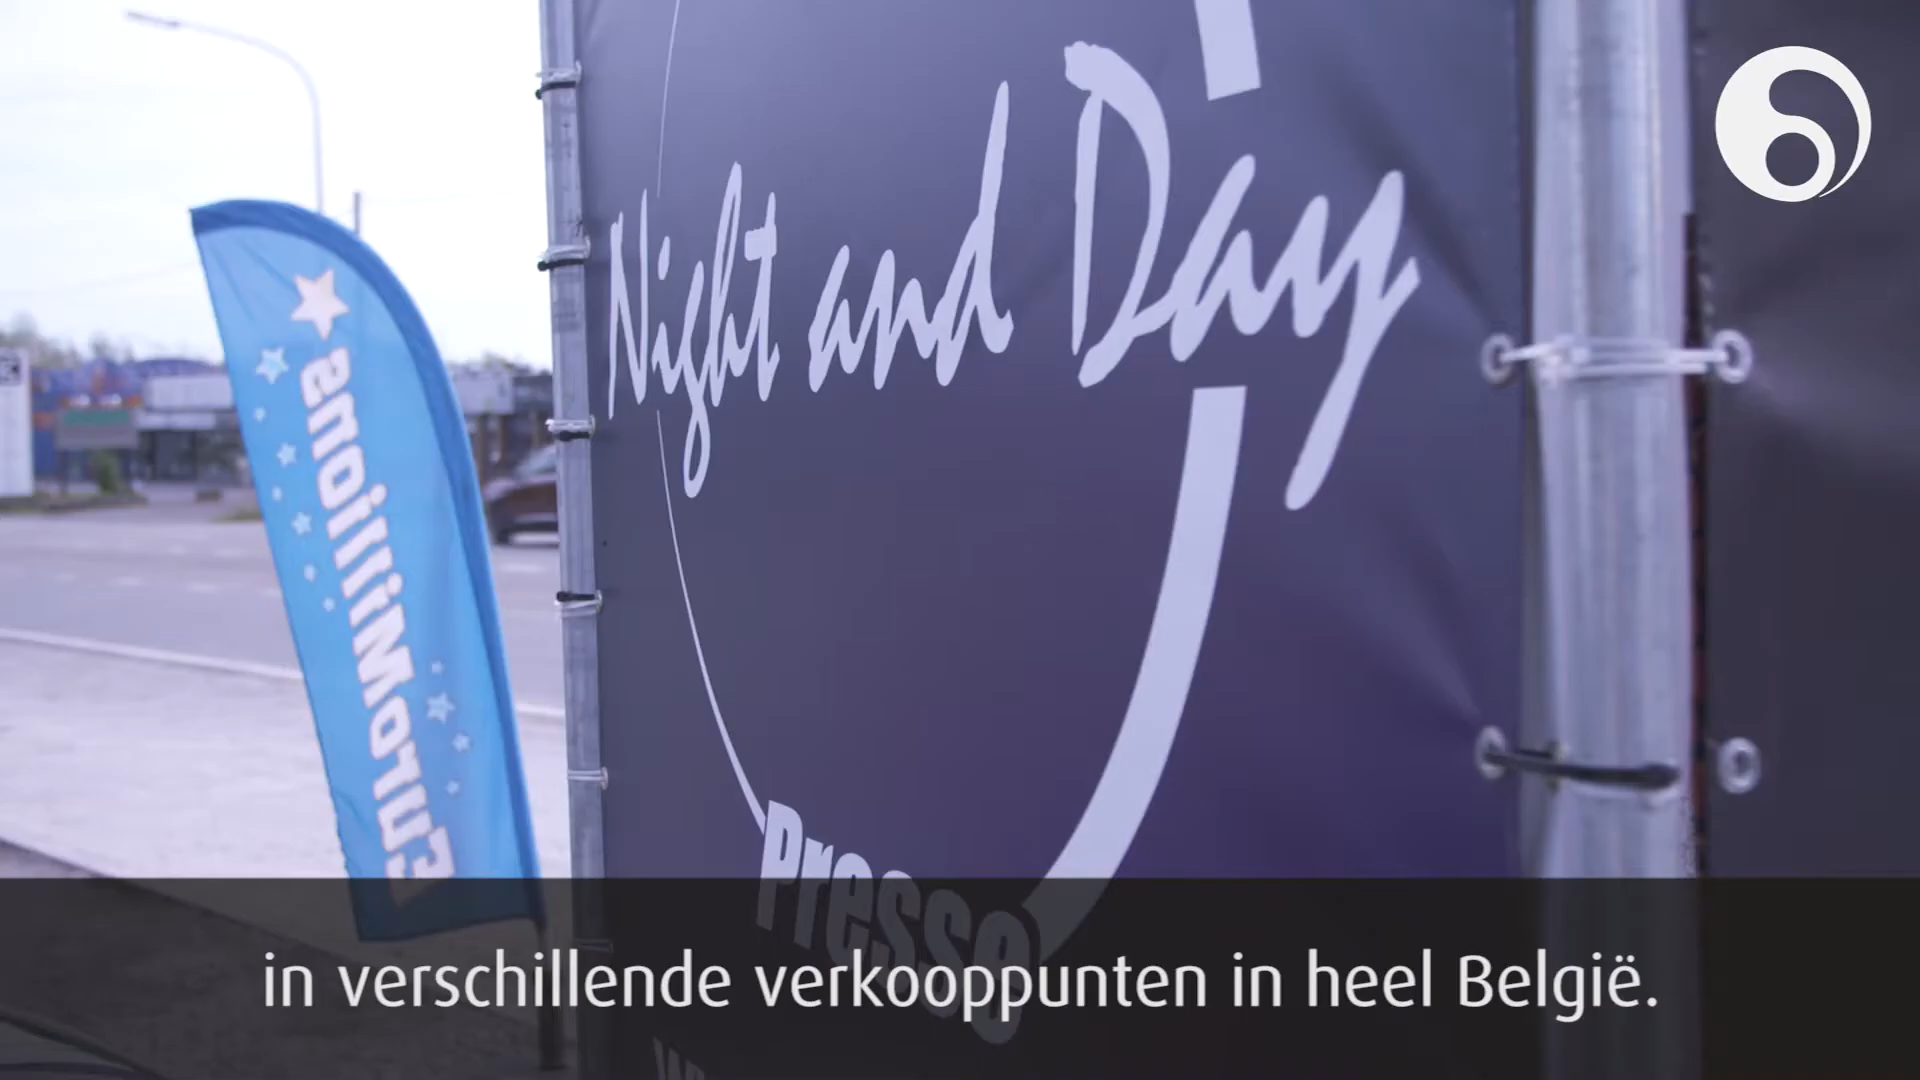 Night and Day
Presse
EuroMillions
in verschillende verkooppunten in heel België.